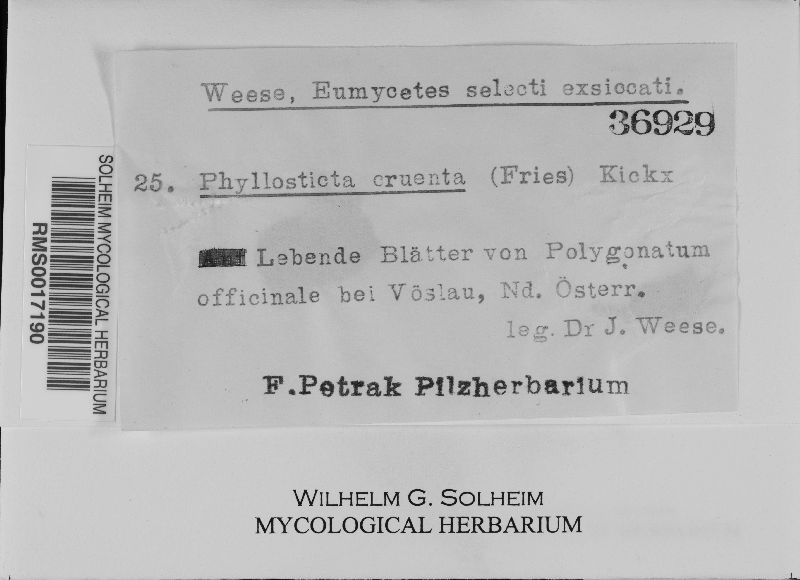 Weese, Eumycetes selecti exsiccati.
36929
25. Phyllosticta cruenta (Fries) Kickx
Lebende Blätter von Polygonatum
officinale bei Vöslau, Nd. Österr.
leg. Dr J. Weese.
F.Petrak Pilzherbarium
SOLHEIM MYCOLOGICAL HERBARIUM
RMS0017190
WILHELM G. SOLHEIM
MYCOLOGICAL HERBARIUM